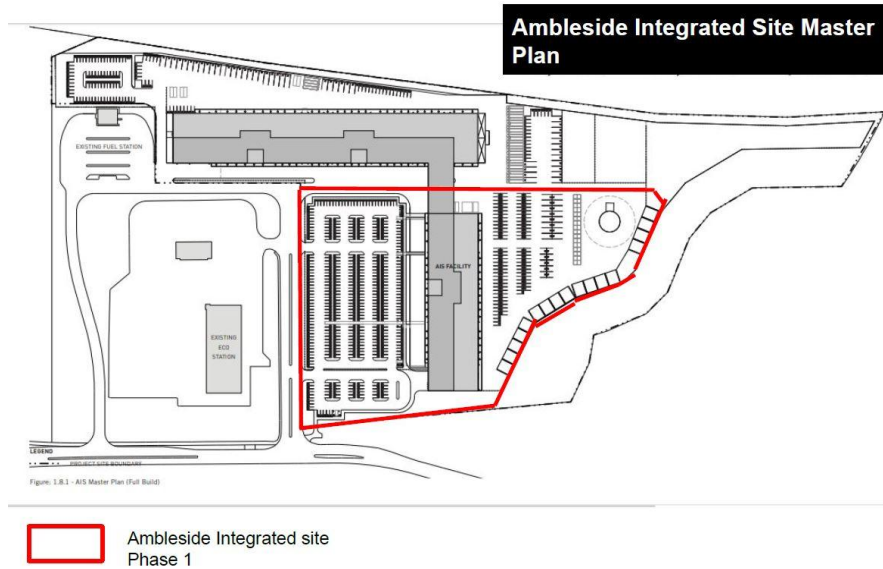 Ambleside Integrated Site Master
Plan
EXISTING FUEL STATION
AIS FACILITY
EXISTING
ECO
STATION
LEGEND
PROJECT SITE BOUNDARY
Figure: 1.8.1 - AIS Master Plan (Full Build)
Ambleside Integrated site
Phase 1